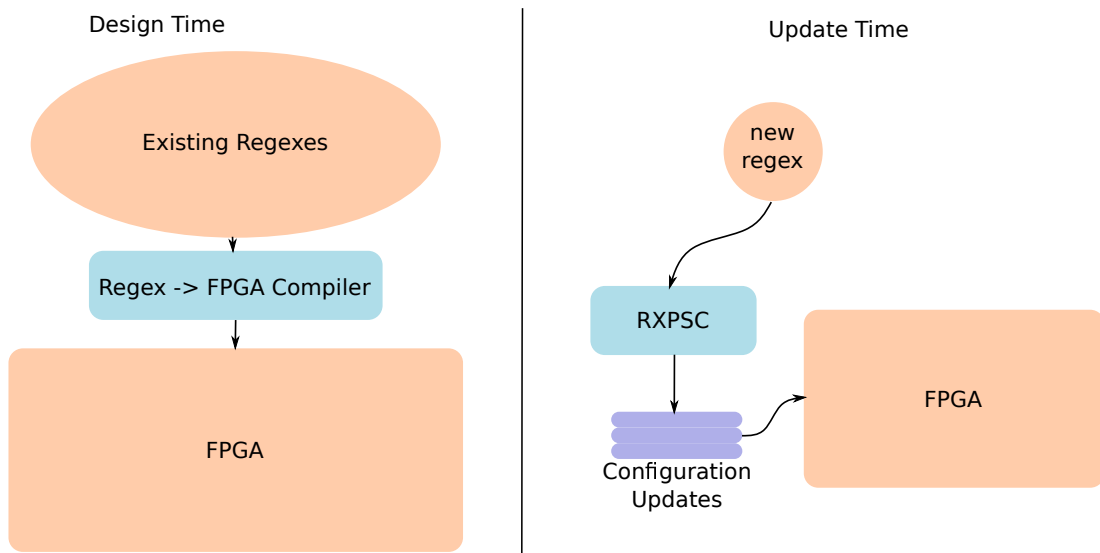 Design Time
Existing Regexes
Regex -> FPGA Compiler
FPGA
Update Time
new
regex
RXPSC
Configuration
Updates
FPGA